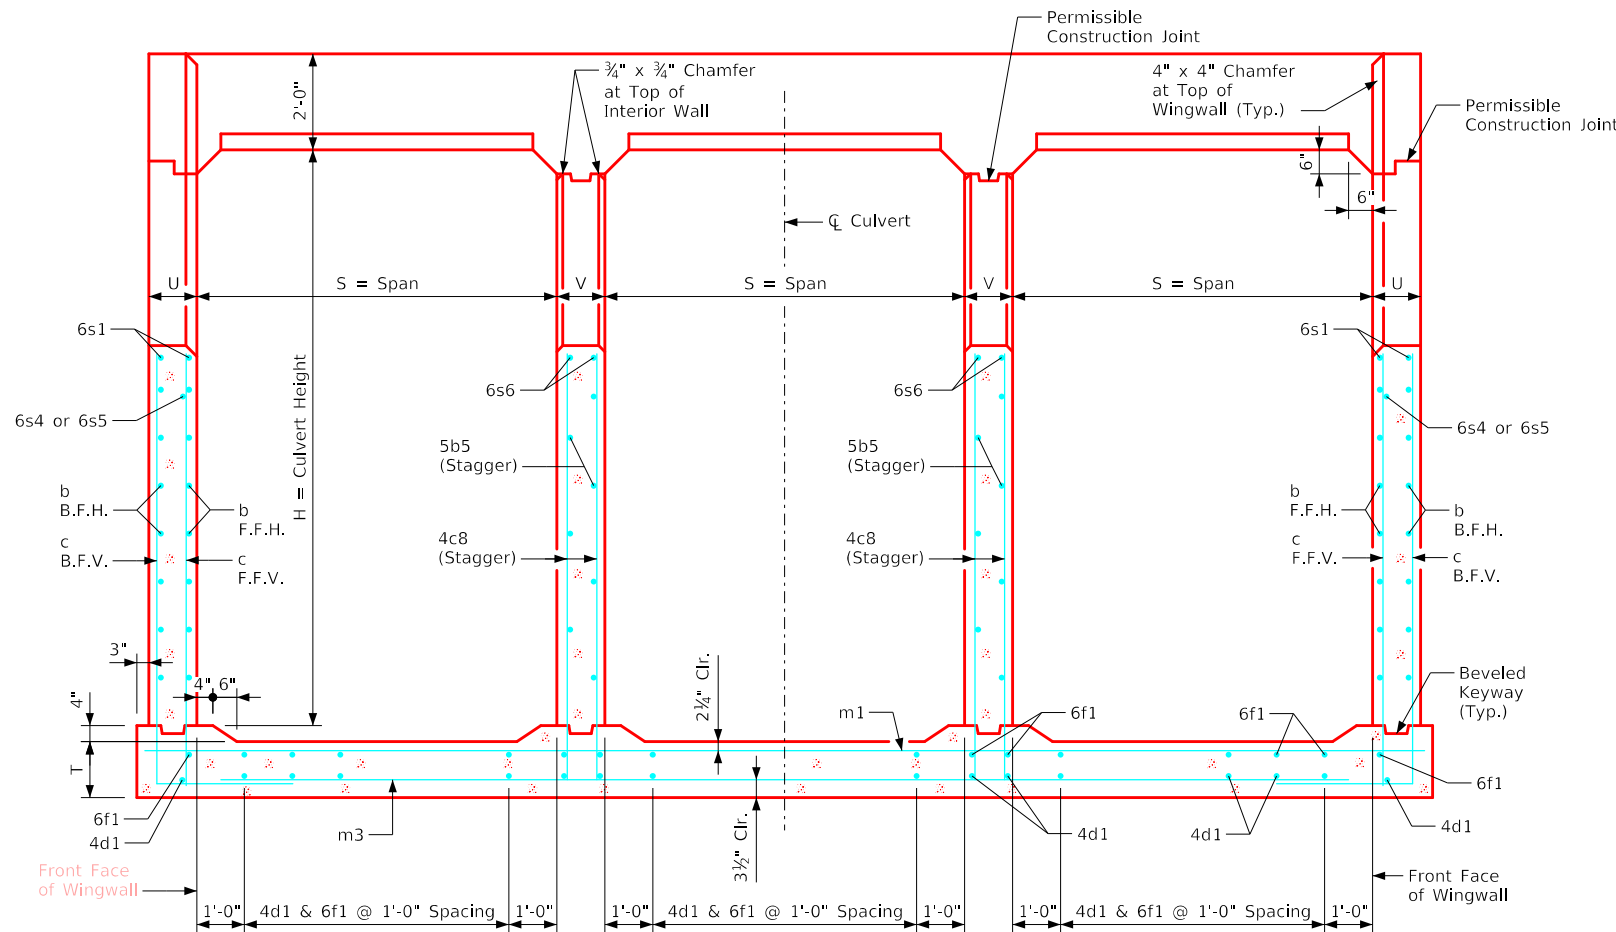 Permissible
Construction Joint
¾" x ¾" Chamfer
at Top of
Interior Wall
4" x 4" Chamfer
at Top of
Wingwall (Typ.)
Permissible
Construction Joint
2'-0"
6"
6"
℄ Culvert
U
S = Span
V
S = Span
V
S = Span
U
6s1
6s1
H = Culvert Height
6s6
6s6
6s4 or 6s5
6s4 or 6s5
5b5
(Stagger)
5b5
(Stagger)
b
B.F.H.
b
F.F.H.
b
F.F.H.
b
B.F.H.
c
B.F.V.
c
F.F.V.
4c8
(Stagger)
4c8
(Stagger)
c
F.F.V.
c
B.F.V.
3"
4"
4"
6"
2¼" Clr.
Beveled
Keyway
(Typ.)
m1
6f1
6f1
T
6f1
6f1
4d1
m3
3½" Clr.
4d1
4d1
4d1
Front Face
of Wingwall
Front Face
of Wingwall
1'-0"
4d1 & 6f1 @ 1'-0" Spacing
1'-0"
1'-0"
4d1 & 6f1 @ 1'-0" Spacing
1'-0"
1'-0"
4d1 & 6f1 @ 1'-0" Spacing
1'-0"